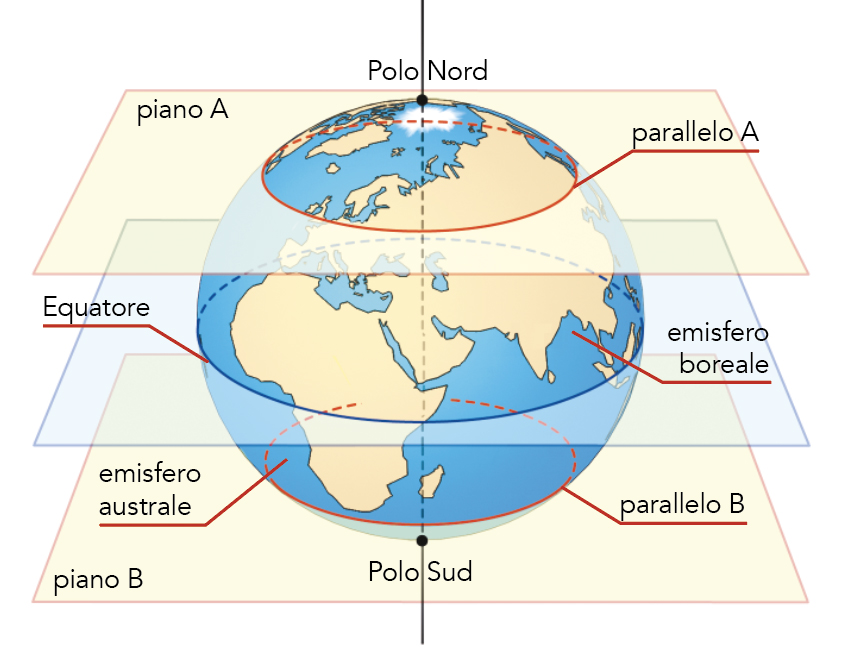 Polo Nord
piano A
parallelo A
Equatore
emisfero
boreale
emisfero
australe
parallelo B
Polo Sud
piano B